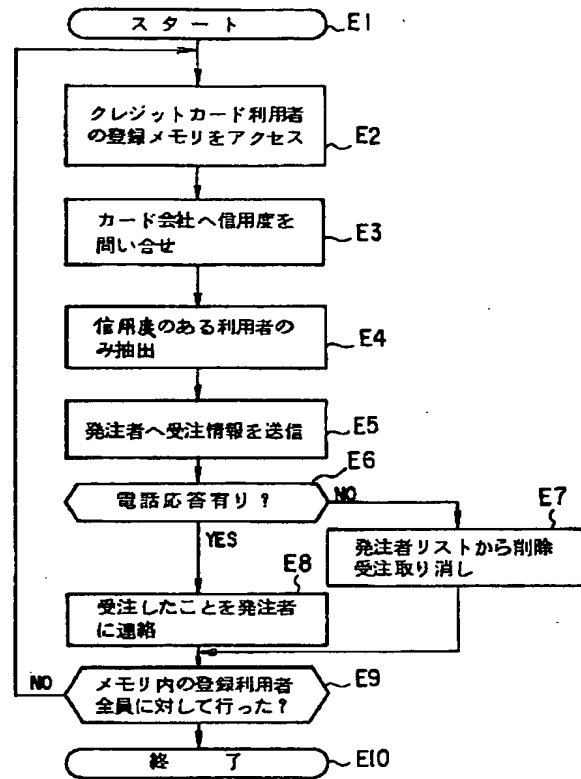 スタート E1
クレジットカード利用者
の登録メモリをアクセス E2
カード会社へ信用度を
問い合せ E3
信用度のある利用者の
み抽出 E4
発注者へ受注情報を送信 E5
電話応答有り? E6
NO
YES
発注者リストから削除
受注取り消し E7
受注したことを発注者
に連絡 E8
メモリ内の登録利用者
全員に対して行った? E9
NO
終了 E10